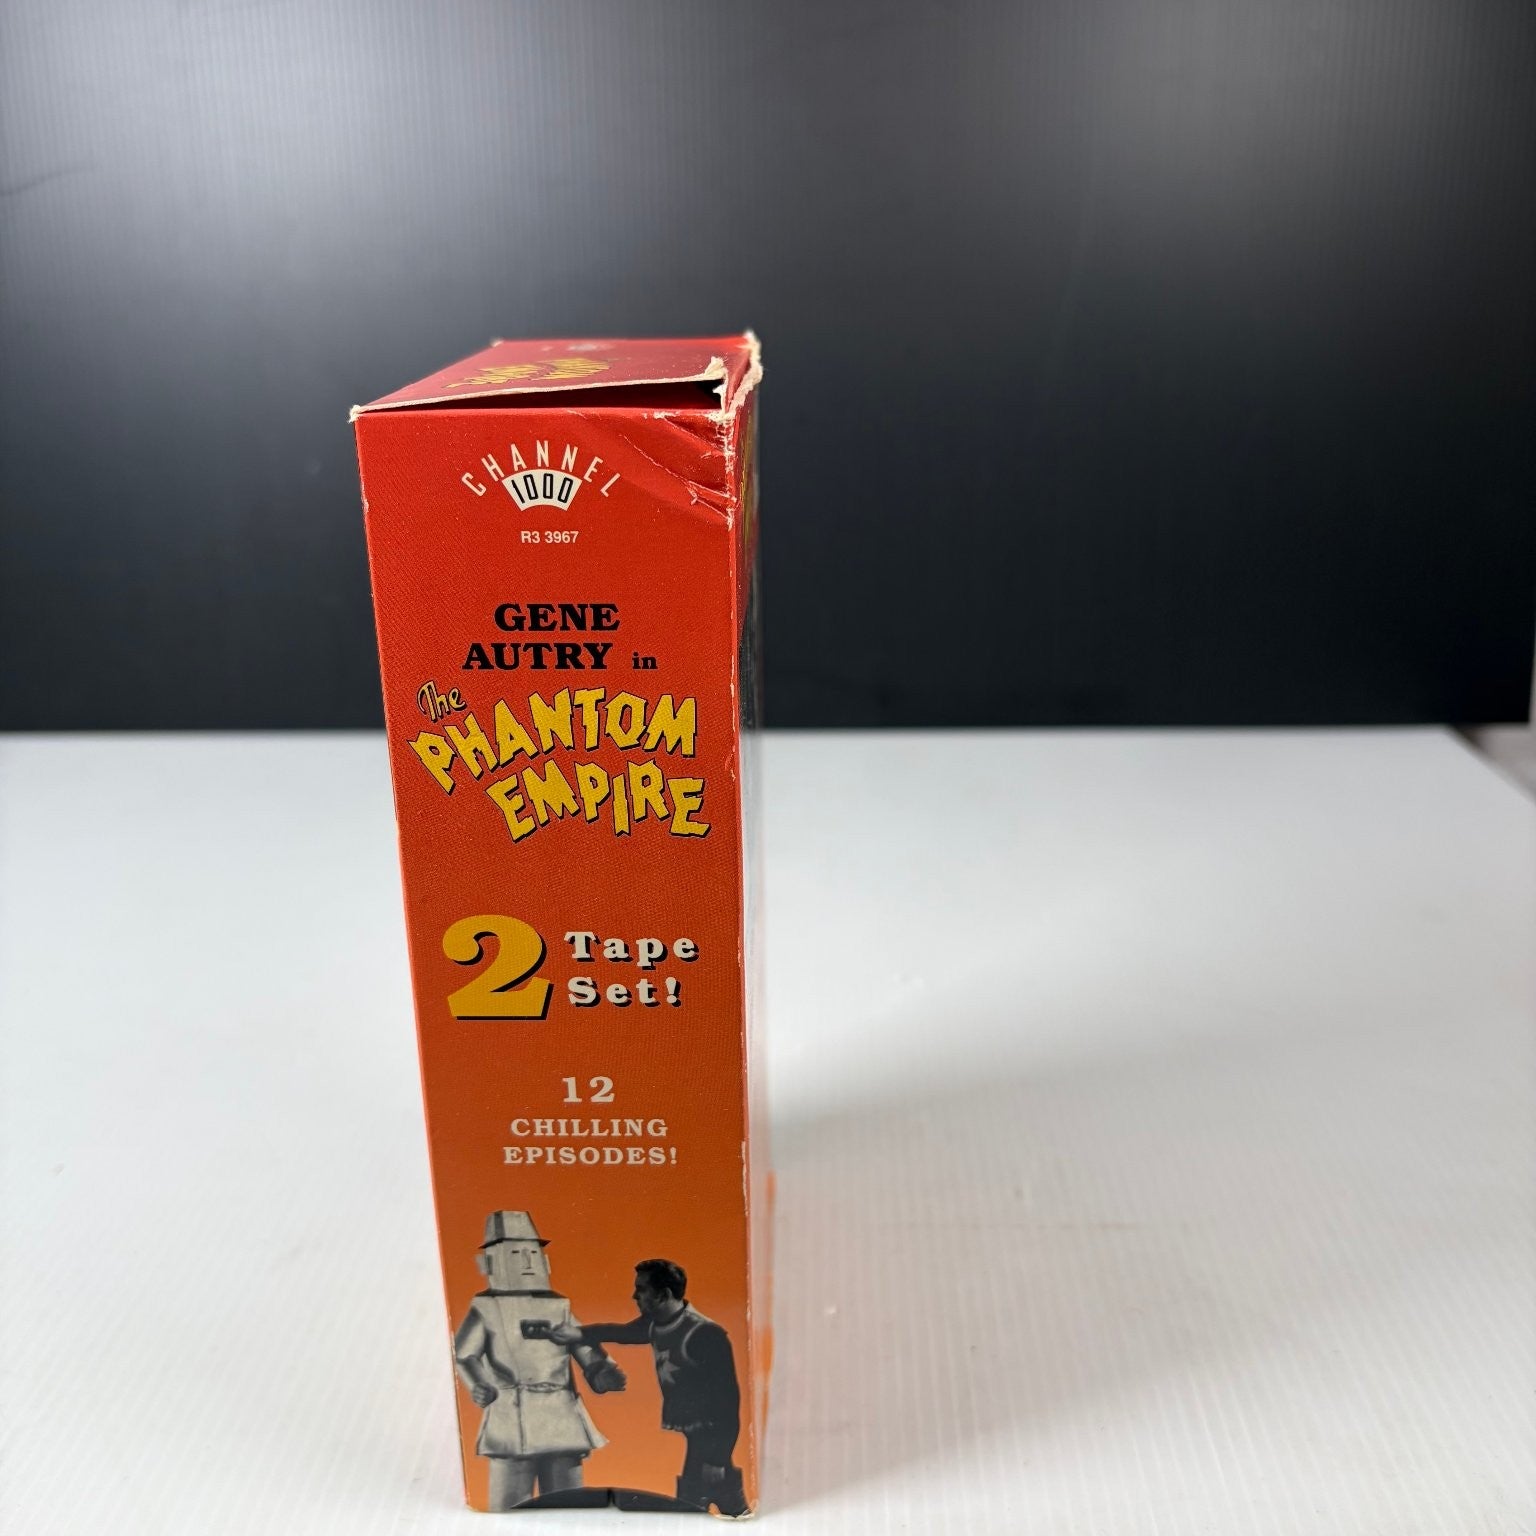 CHANNEL
1000
R3 3967
GENE
AUTRY in
The
PHANTOM
EMPIRE
2 Tape
Set!
12
CHILLING
EPISODES!